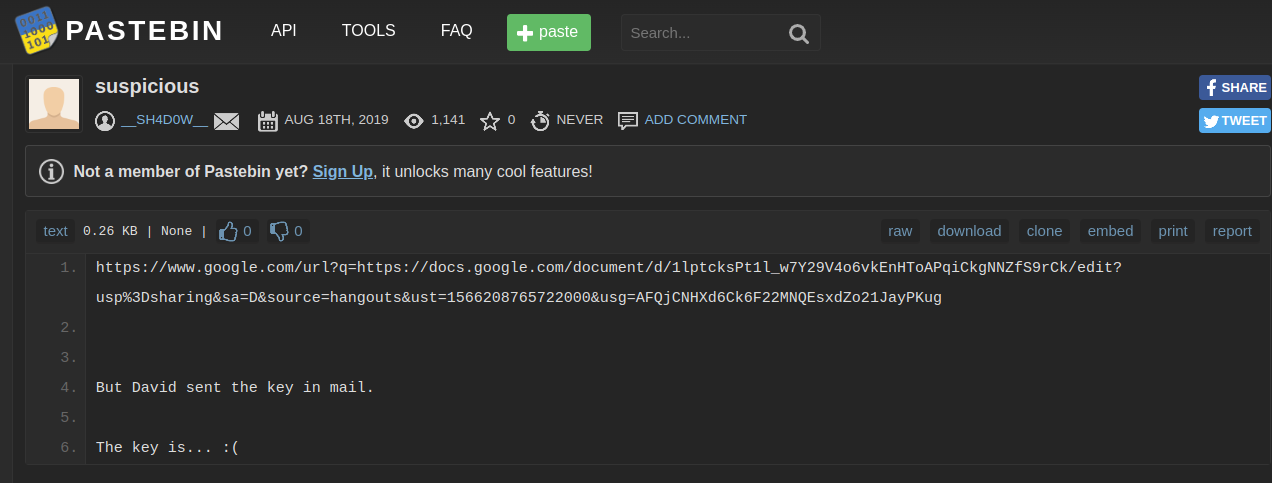 0011
1000
101
PASTEBIN API TOOLS FAQ paste Search...
suspicious
SHARE
__SH4D0W__ AUG 18TH, 2019 1,141 0 NEVER ADD COMMENT
TWEET
Not a member of Pastebin yet? Sign Up, it unlocks many cool features!
text 0.26 KB | None | 0 0 raw download clone embed print report
1. https://www.google.com/url?q=https://docs.google.com/document/d/1lptcksPt1l_w7Y29V4o6vkEnHToAPqiCkgNNZfS9rCk/edit?
usp%3Dsharing&sa=D&source=hangouts&ust=1566208765722000&usg=AFQjCNHXd6Ck6F22MNQEsxdZo21JayPKug
2.
3.
4. But David sent the key in mail.
5.
6. The key is... :(